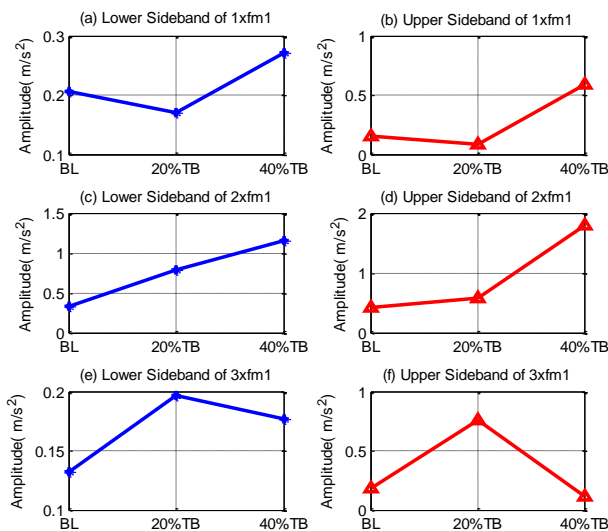 (a) Lower Sideband of 1xfm1
(b) Upper Sideband of 1xfm1
Amplitude( m/s²)
0.3
0.2
0.1
BL 20%TB 40%TB
Amplitude( m/s²)
1
0.5
0
BL 20%TB 40%TB
(c) Lower Sideband of 2xfm1
(d) Upper Sideband of 2xfm1
Amplitude( m/s²)
1.5
1
0.5
0
BL 20%TB 40%TB
Amplitude( m/s²)
2
1
0
BL 20%TB 40%TB
(e) Lower Sideband of 3xfm1
(f) Upper Sideband of 3xfm1
Amplitude( m/s²)
0.2
0.15
0.1
BL 20%TB 40%TB
Amplitude( m/s²)
1
0.5
0
BL 20%TB 40%TB